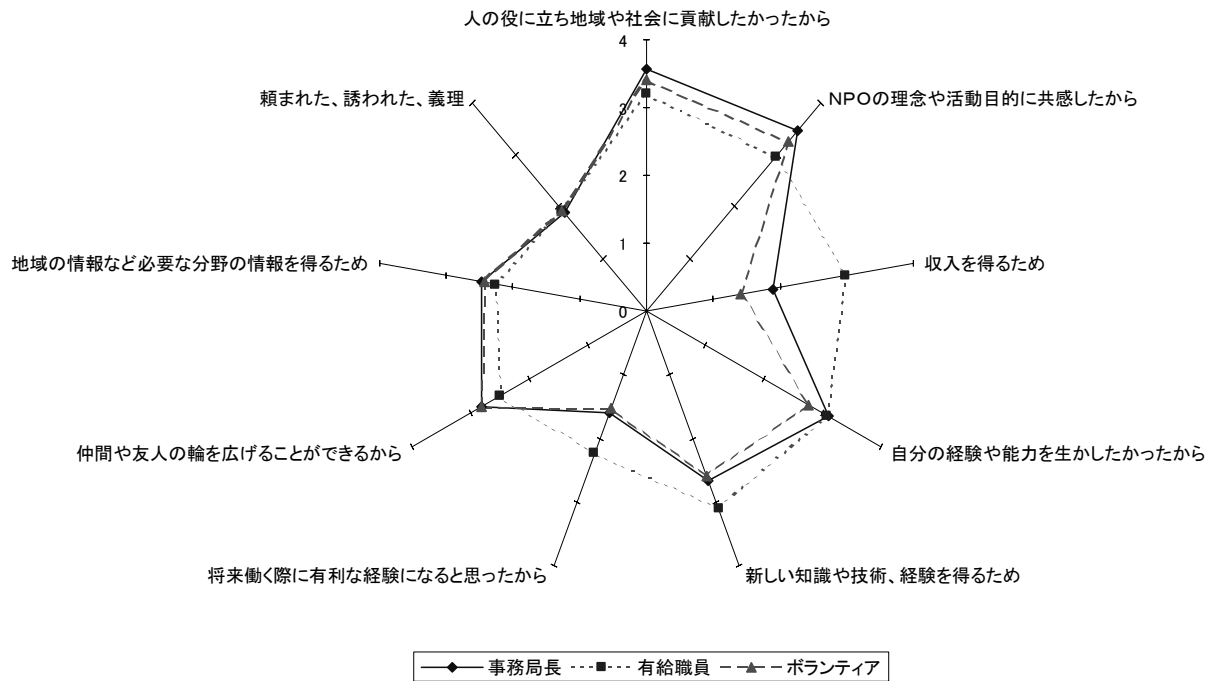 人の役に立ち地域や社会に貢献したかったから
4
頼まれた、誘われた、義理
NPOの理念や活動目的に共感したから
3
2
地域の情報など必要な分野の情報を得るため
収入を得るため
1
0
仲間や友人の輪を広げることができるから
自分の経験や能力を生かしたかったから
将来働く際に有利な経験になると思ったから
新しい知識や技術、経験を得るため
事務局長 有給職員 ボランティア